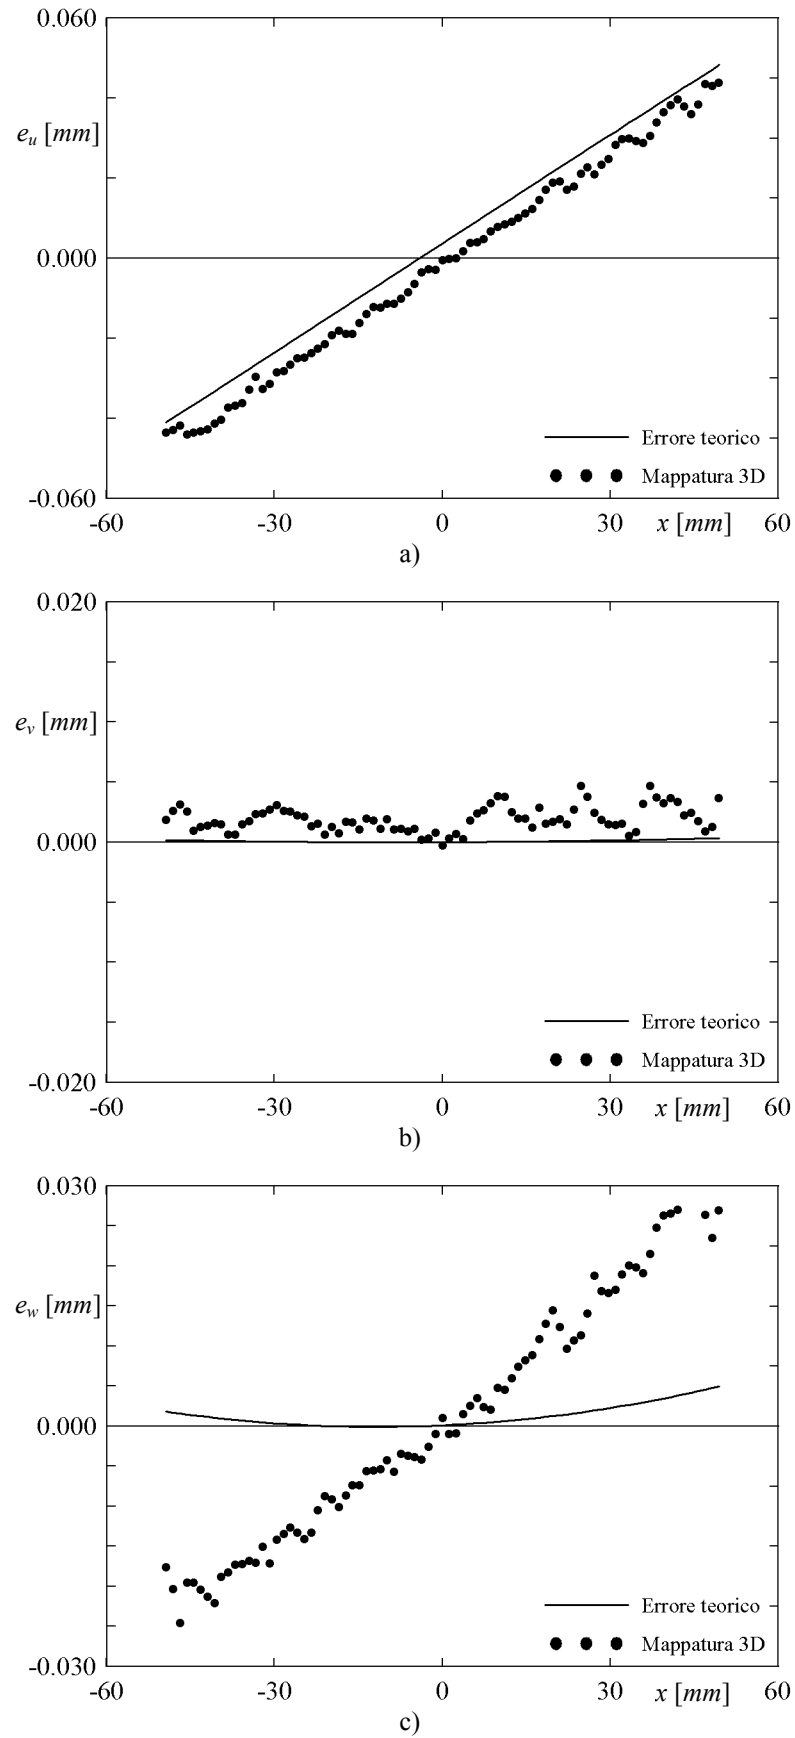 0.060
e_u [mm]
0.000
Errore teorico
Mappatura 3D
-0.060
-60 -30 0 30 x [mm] 60
a)
0.020
e_v [mm]
0.000
Errore teorico
Mappatura 3D
-0.020
-60 -30 0 30 x [mm] 60
b)
0.030
e_w [mm]
0.000
Errore teorico
Mappatura 3D
-0.030
-60 -30 0 30 x [mm] 60
c)